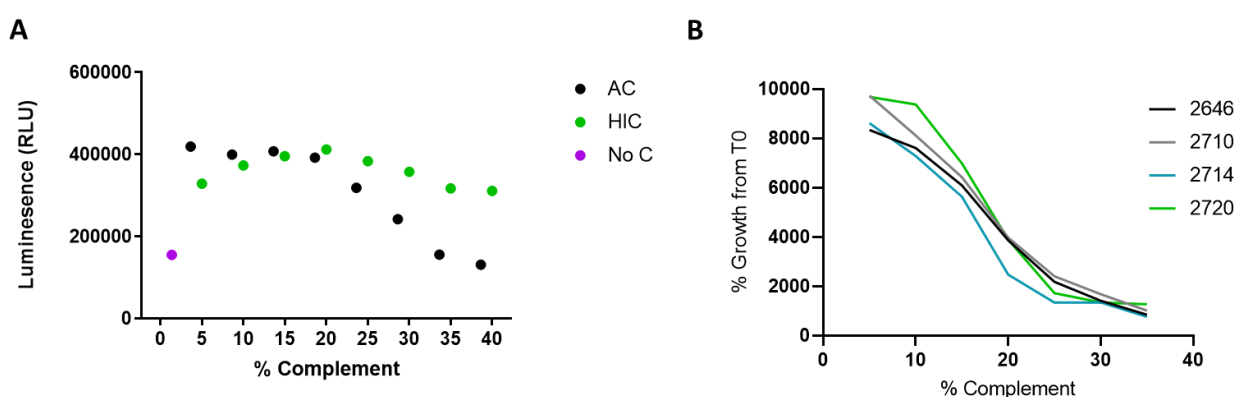 A
Luminesence (RLU)
600000
400000
200000
0
0 5 10 15 20 25 30 35 40
% Complement
AC
HIC
No C
B
% Growth from T0
10000
8000
6000
4000
2000
0
0 10 20 30 40
% Complement
2646
2710
2714
2720